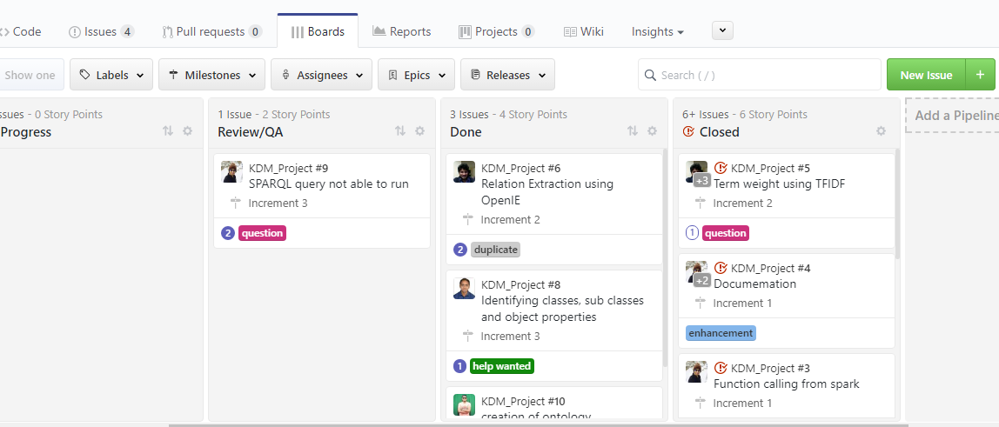 Code
Issues 4
Pull requests 0
Boards
Reports
Projects 0
Wiki
Insights
Show one
Labels
Milestones
Assignees
Epics
Releases
Search ( / )
New Issue
+
ssues - 0 Story Points
Progress
1 Issue - 2 Story Points
Review/QA
KDM_Project #9
SPARQL query not able to run
Increment 3
2 question
3 Issues - 4 Story Points
Done
KDM_Project #6
Relation Extraction using
OpenIE
Increment 2
2 duplicate
KDM_Project #8
Identifying classes, sub classes
and object properties
Increment 3
1 help wanted
KDM_Project #10
creation of ontology
6+ Issues - 6 Story Points
Closed
+3
KDM_Project #5
Term weight using TFIDF
Increment 2
1 question
+2
KDM_Project #4
Documemation
Increment 1
enhancement
KDM_Project #3
Function calling from spark
Increment 1
Add a Pipeline